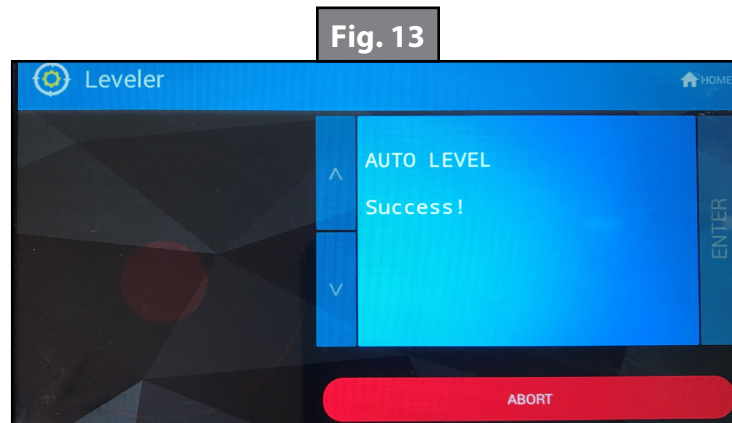 Fig. 13
Leveler
HOME
AUTO LEVEL
Success!
ENTER
ABORT